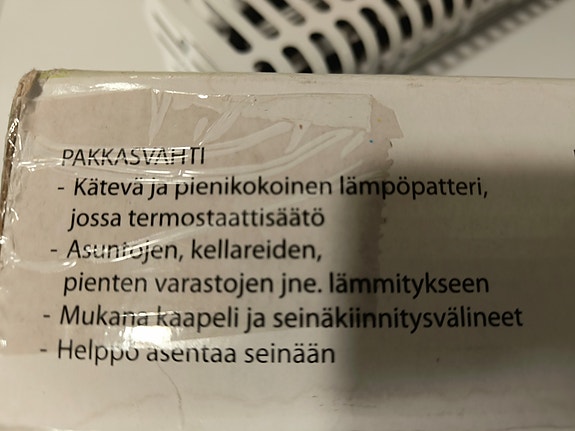 PAKKASVAHTI
- Kätevä ja pienikokoinen lämpöpatteri,
jossa termostaattisäätö
- Asuntojen, kellareiden,
pienten varastojen jne. lämmitykseen
- Mukana kaapeli ja seinäkiinnitysvälineet
- Helppo asentaa seinään